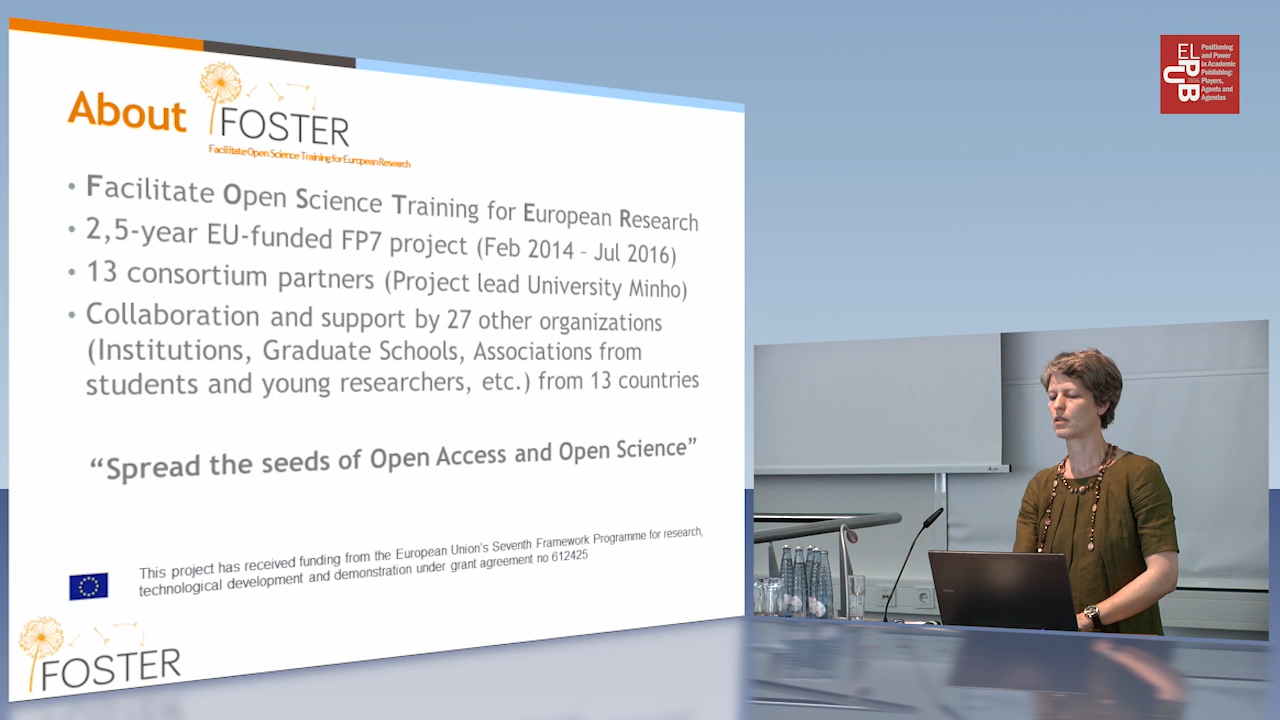 About
FOSTER
Facilitate Open Science Training for European Research
• Facilitate Open Science Training for European Research
• 2,5-year EU-funded FP7 project (Feb 2014 – Jul 2016)
• 13 consortium partners (Project lead University Minho)
• Collaboration and support by 27 other organizations
(Institutions, Graduate Schools, Associations from
students and young researchers, etc.) from 13 countries
“Spread the seeds of Open Access and Open Science”
This project has received funding from the European Union’s Seventh Framework Programme for research,
technological development and demonstration under grant agreement no 612425
FOSTER
ELPUB
2016
Positioning
and Power
in Academic
Publishing:
Players,
Agents and
Agendas